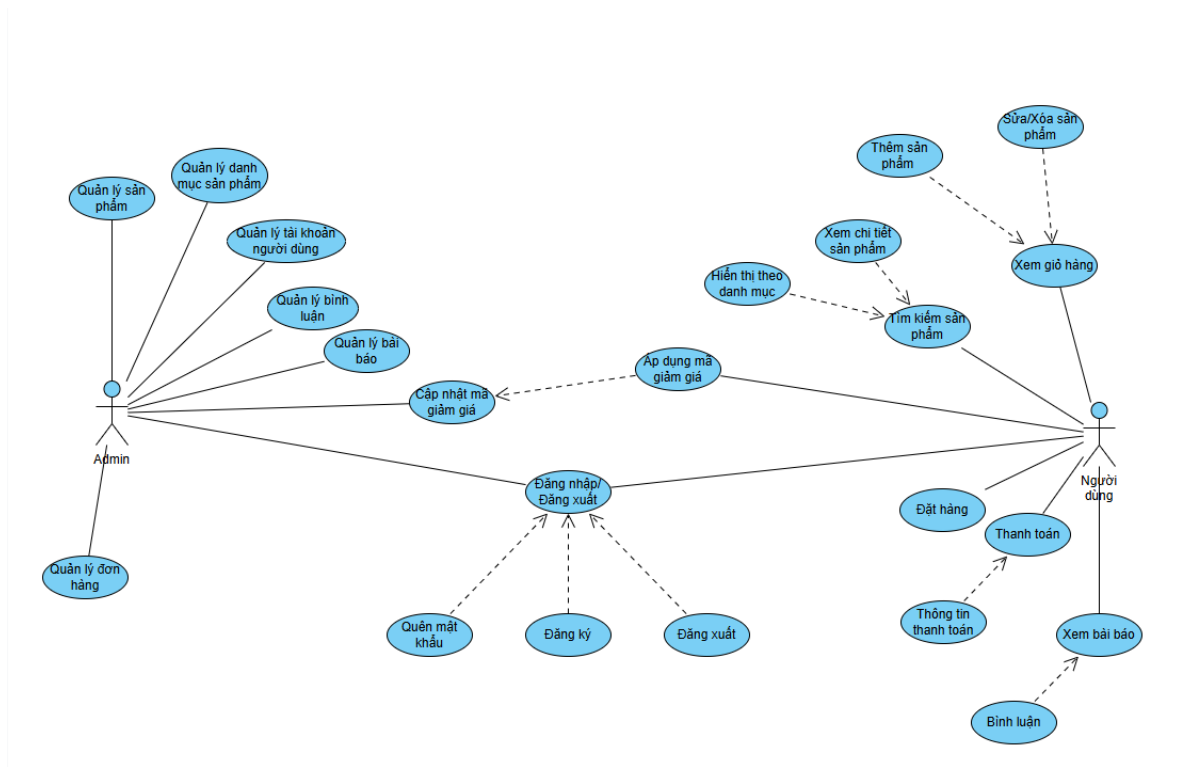 Sửa/Xóa sản
phẩm
Thêm sản
phẩm
Quản lý danh
mục sản phẩm
Quản lý sản
phẩm
Quản lý tài khoản
người dùng
Xem chi tiết
sản phẩm
Xem giỏ hàng
Hiển thị theo
danh mục
Quản lý bình
luận
Tìm kiếm sản
phẩm
Quản lý bài
báo
Áp dụng mã
giảm giá
Cập nhật mã
giảm giá
Admin
Người
dùng
Đăng nhập/
Đăng xuất
Đặt hàng
Thanh toán
Quản lý đơn
hàng
Thông tin
thanh toán
Quên mật
khẩu
Đăng ký
Đăng xuất
Xem bài báo
Bình luận